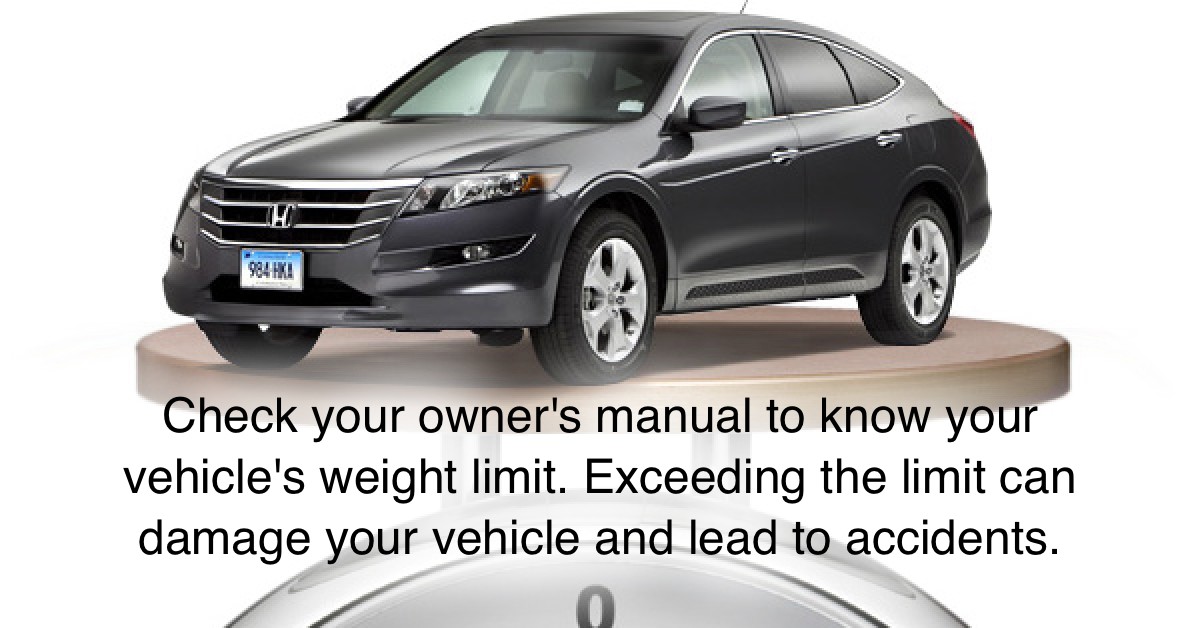 984·HKA
Check your owner's manual to know your
vehicle's weight limit. Exceeding the limit can
damage your vehicle and lead to accidents.
0